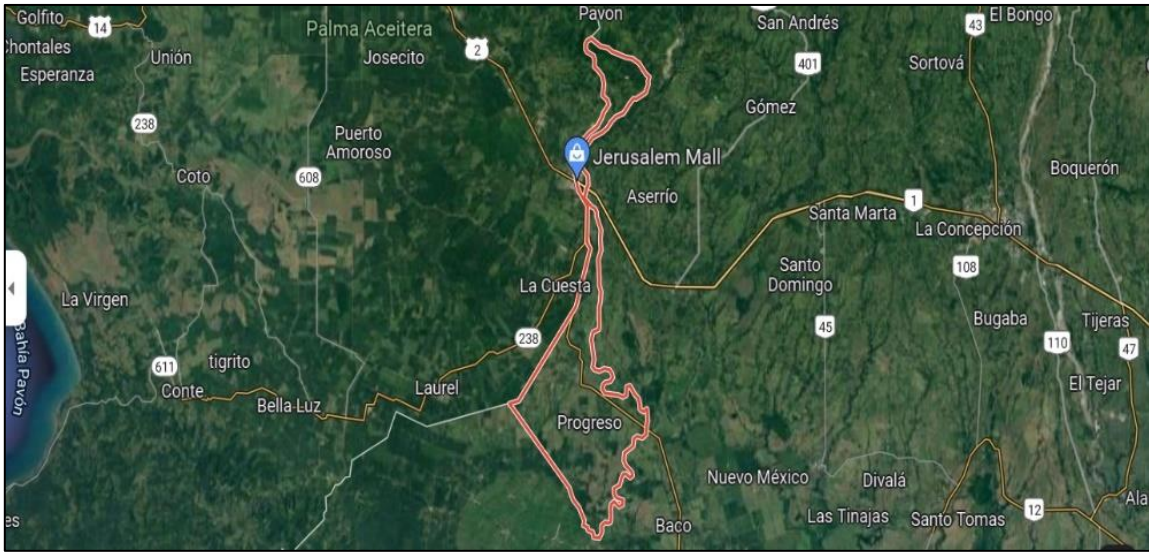 Golfito
14
Chontales
Esperanza
Unión
Palma Aceitera
Josecito
2
Pavon
San Andrés
401
43
El Bongo
Sortová
238
Puerto
Amoroso
608
Coto
Gómez
Jerusalem Mall
Aserrío
Boquerón
Santa Marta
1
La Concepción
La Virgen
La Cuesta
Santo
Domingo
108
Bugaba
Tijeras
Bahía Pavón
238
45
110
47
611
tigrito
Conte
Bella Luz
Laurel
El Tejar
Progreso
Nuevo México
Divalá
Baco
Las Tinajas
Santo Tomas
12
Ala
es